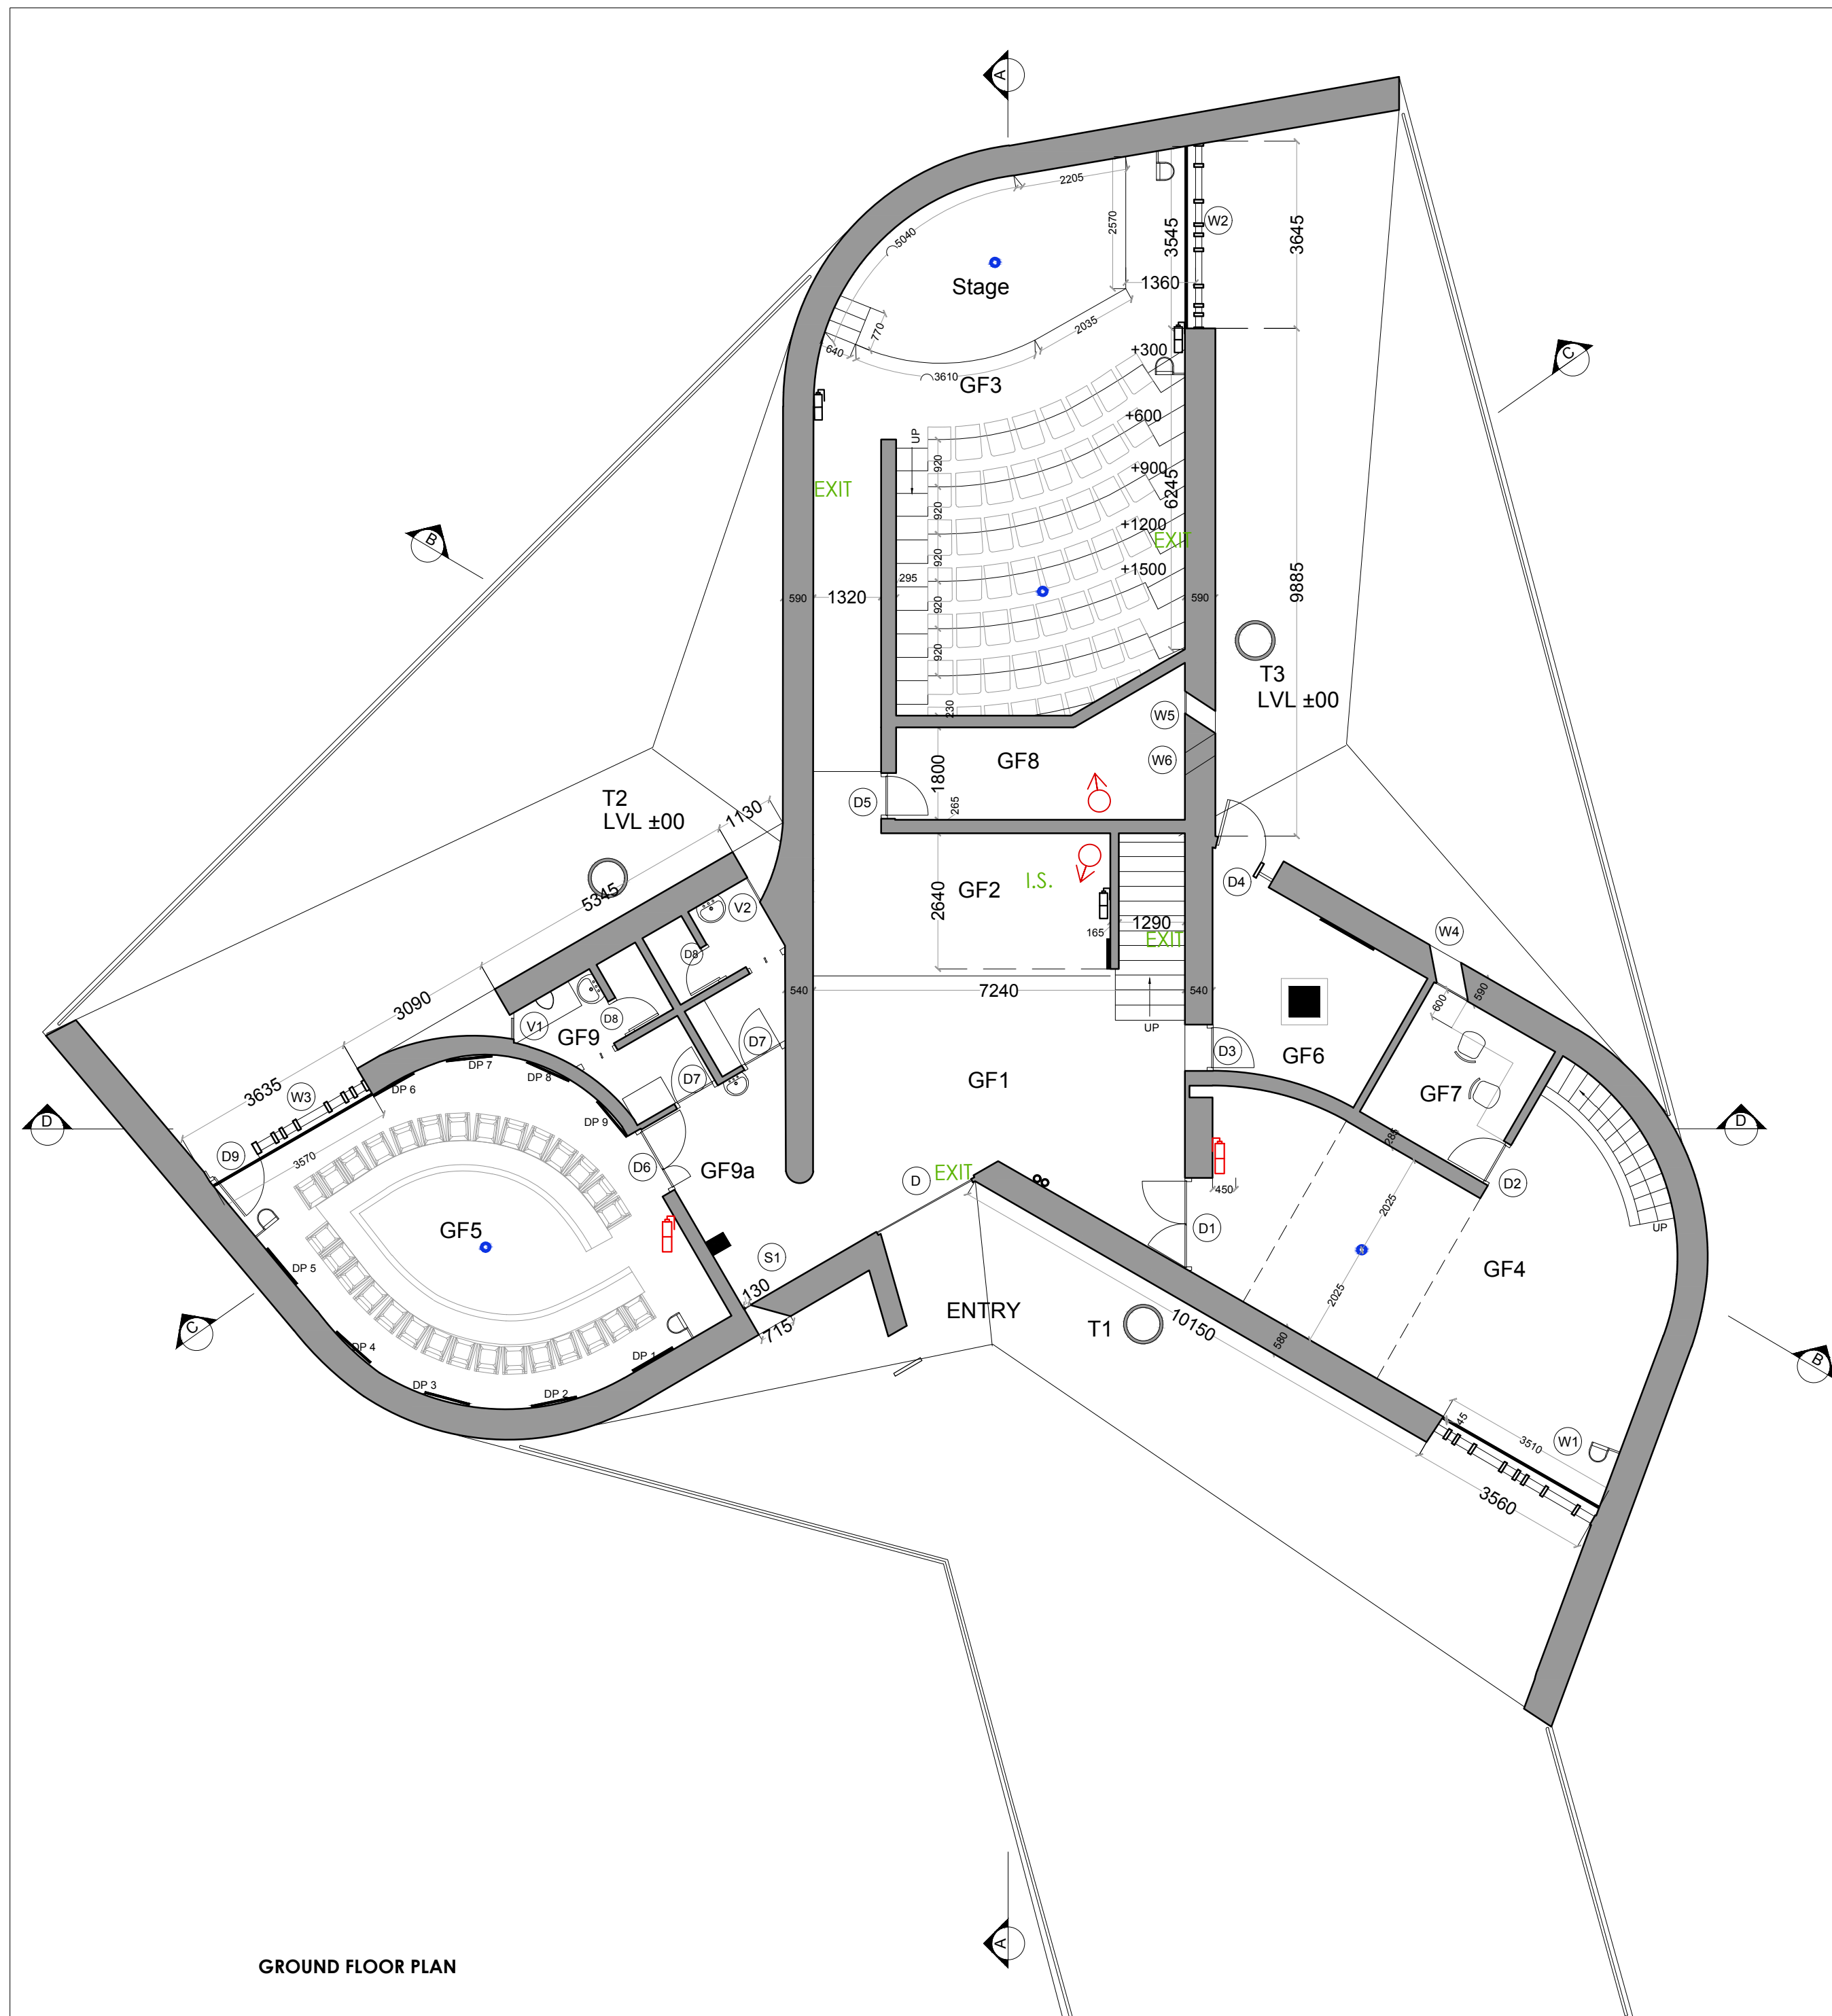 A
2205
5040
2570
3545
W2
3645
Stage
1360
2035
770
640
+300
C
3610
GF3
+600
UP
920
+900
6245
EXIT
920
+1200
EXIT
B
920
+1500
295
9885
590
1320
920
590
920
T3
LVL ±00
230
W5
GF8
W6
1800
D5
T2
LVL ±00
1130
265
D4
5345
GF2
I.S.
2640
V2
1290
165
EXIT
W4
D8
3090
540
7240
540
590
600
D8
V1
UP
GF9
D7
D3
GF6
DP 7
DP 8
D7
GF1
GF7
3635
W3
DP 6
D
DP 9
D
285
D9
3570
D6
GF9a
EXIT
D
D2
450
2025
GF5
D1
UP
S1
GF4
DP 5
130
2025
ENTRY
T1
10150
C
715
580
DP 4
DP 1
B
DP 3
DP 2
45
3510
W1
3560
A
GROUND FLOOR PLAN